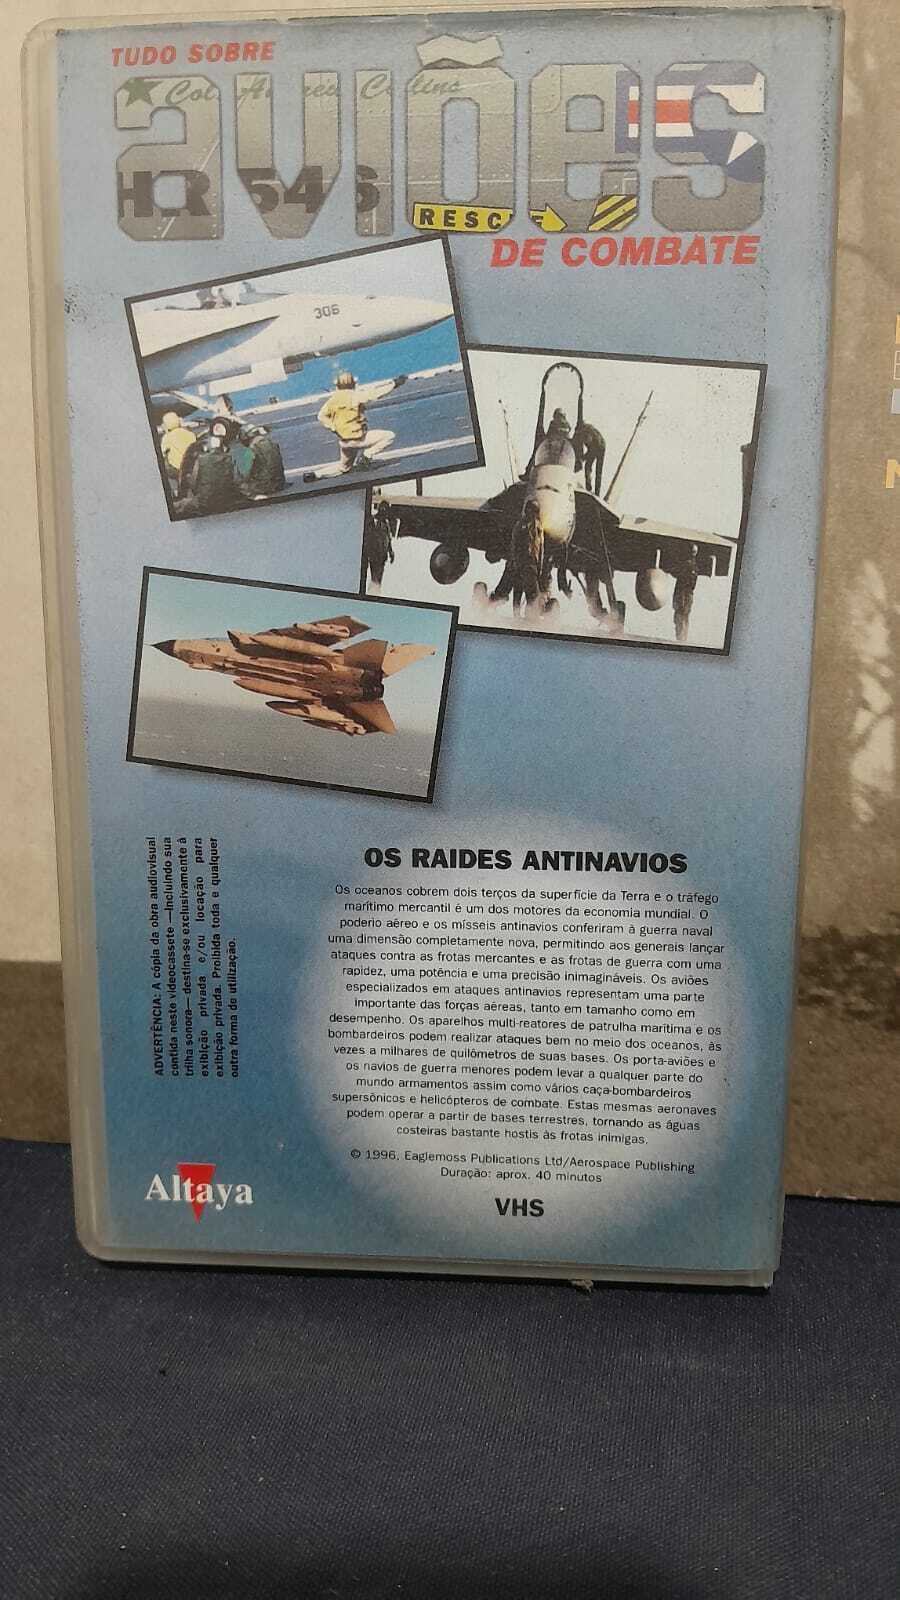 TUDO SOBRE
aviões
HR 546
RESC
DE COMBATE
306
OS RAIDES ANTINAVIOS
Os oceanos cobrem dois terços da superfície da Terra e o tráfego
marítimo mercantil é um dos motores da economia mundial. O
poderio aéreo e os mísseis antinavios conferiram à guerra naval
uma dimensão completamente nova, permitindo aos generais lançar
ataques contra as frotas mercantes e as frotas de guerra com uma
rapidez, uma potência e uma precisão inimagináveis. Os aviões
especializados em ataques antinavios representam uma parte
importante das forças aéreas, tanto em tamanho como em
desempenho. Os aparelhos multi-reatores de patrulha marítima e os
bombardeiros podem realizar ataques bem no meio dos oceanos, às
vezes a milhares de quilômetros de suas bases. Os porta-aviões e
os navios de guerra menores podem levar a qualquer parte do
mundo armamentos assim como vários caça-bombardeiros
supersônicos e helicópteros de combate. Estas mesmas aeronaves
podem operar a partir de bases terrestres, tornando as águas
costeiras bastante hostis às frotas inimigas.
© 1996, Eaglemoss Publications Ltd/Aerospace Publishing
Duração: aprox. 40 minutos
VHS
ADVERTÊNCIA: A cópia da obra audiovisual
contida neste videocassete —Incluindo sua
trilha sonora— destina-se exclusivamente à
exibição privada e/ou locação para
exibição privada. Proibida toda e qualquer
outra forma de utilização.
Altaya